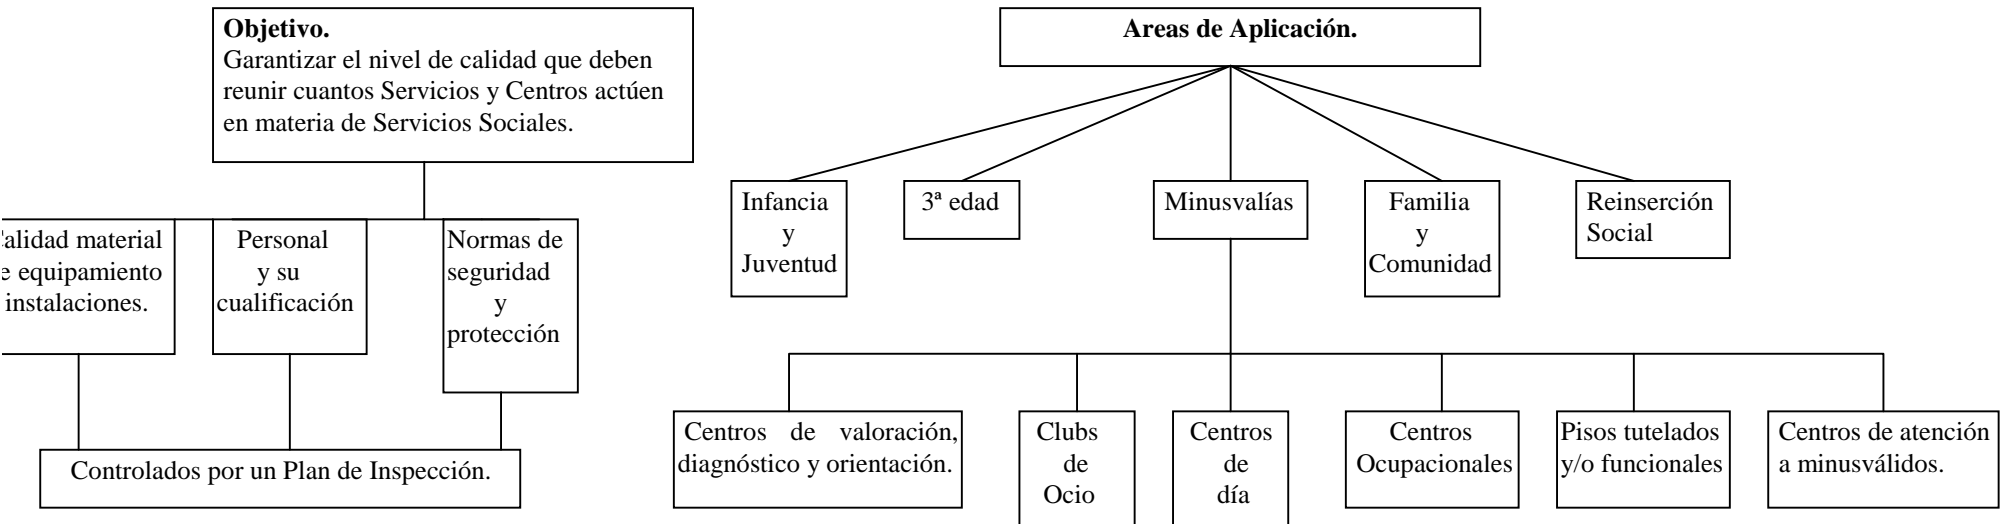 Objetivo.
Garantizar el nivel de calidad que deben
reunir cuantos Servicios y Centros actúen
en materia de Servicios Sociales.
alidad material
e equipamiento
instalaciones.
Personal
y su
cualificación
Normas de
seguridad
y
protección
Controlados por un Plan de Inspección.
Areas de Aplicación.
Infancia
y
Juventud
3ª edad
Minusvalías
Familia
y
Comunidad
Reinserción
Social
Centros de valoración,
diagnóstico y orientación.
Clubs
de
Ocio
Centros
de
día
Centros
Ocupacionales
Pisos tutelados
y/o funcionales
Centros de atención
a minusválidos.